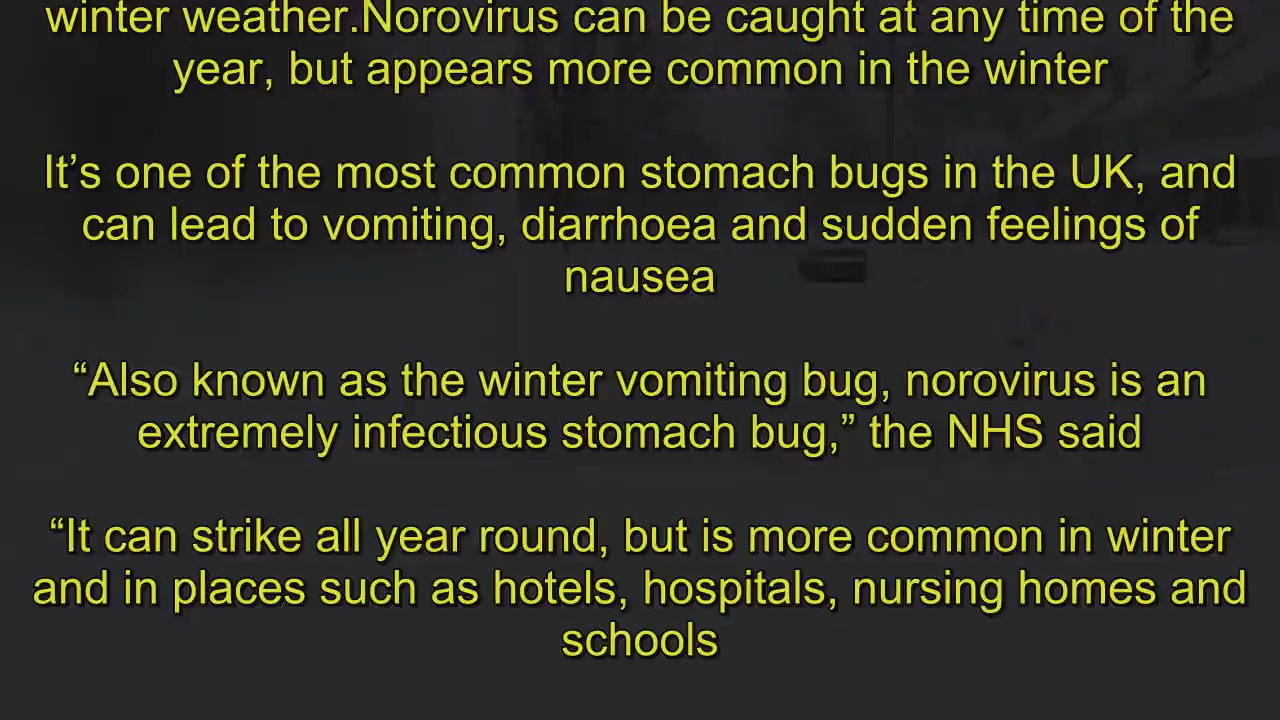 winter weather.Norovirus can be caught at any time of the
year, but appears more common in the winter
It’s one of the most common stomach bugs in the UK, and
can lead to vomiting, diarrhoea and sudden feelings of
nausea
“Also known as the winter vomiting bug, norovirus is an
extremely infectious stomach bug,” the NHS said
“It can strike all year round, but is more common in winter
and in places such as hotels, hospitals, nursing homes and
schools